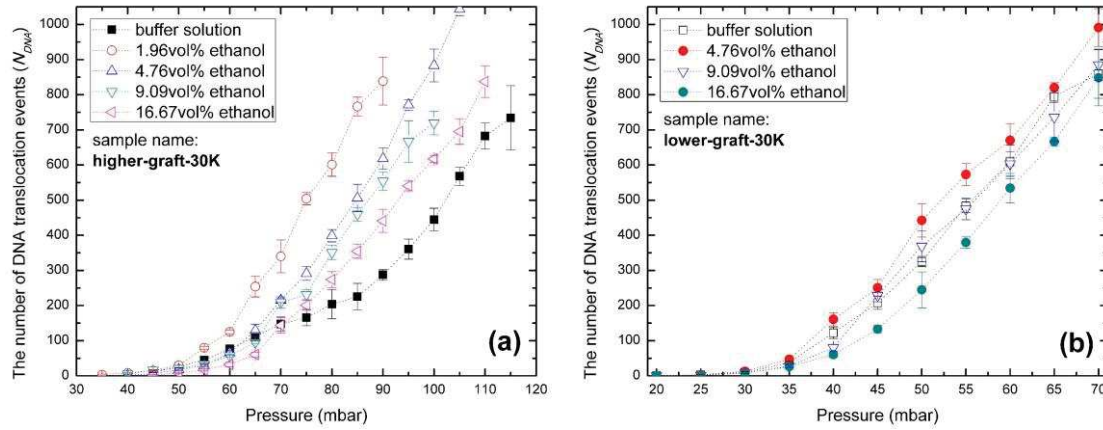 The number of DNA translocation events (N_DNA)
1000
900
800
700
600
500
400
300
200
100
0
buffer solution
1.96vol% ethanol
4.76vol% ethanol
9.09vol% ethanol
16.67vol% ethanol
sample name:
higher-graft-30K
(a)
30 40 50 60 70 80 90 100 110 120
Pressure (mbar)
The number of DNA translocation events (N_DNA)
1000
900
800
700
600
500
400
300
200
100
0
buffer solution
4.76vol% ethanol
9.09vol% ethanol
16.67vol% ethanol
sample name:
lower-graft-30K
(b)
20 25 30 35 40 45 50 55 60 65 70
Pressure (mbar)